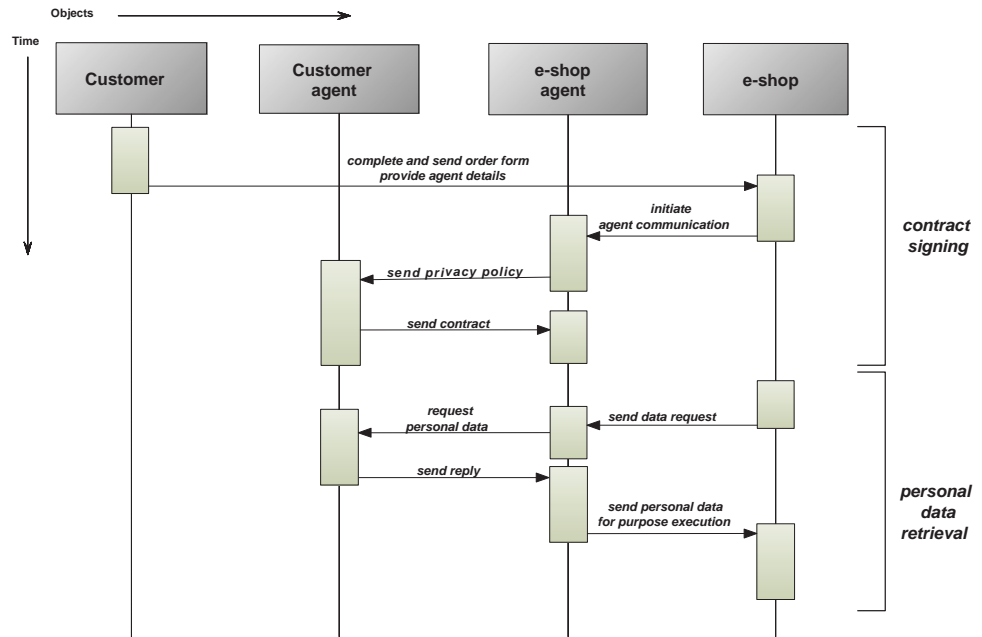 Objects
Time
Customer
Customer
agent
e-shop
agent
e-shop
complete and send order form
provide agent details
initiate
agent communication
send privacy policy
send contract
contract
signing
send data request
request
personal data
send reply
send personal data
for purpose execution
personal
data
retrieval